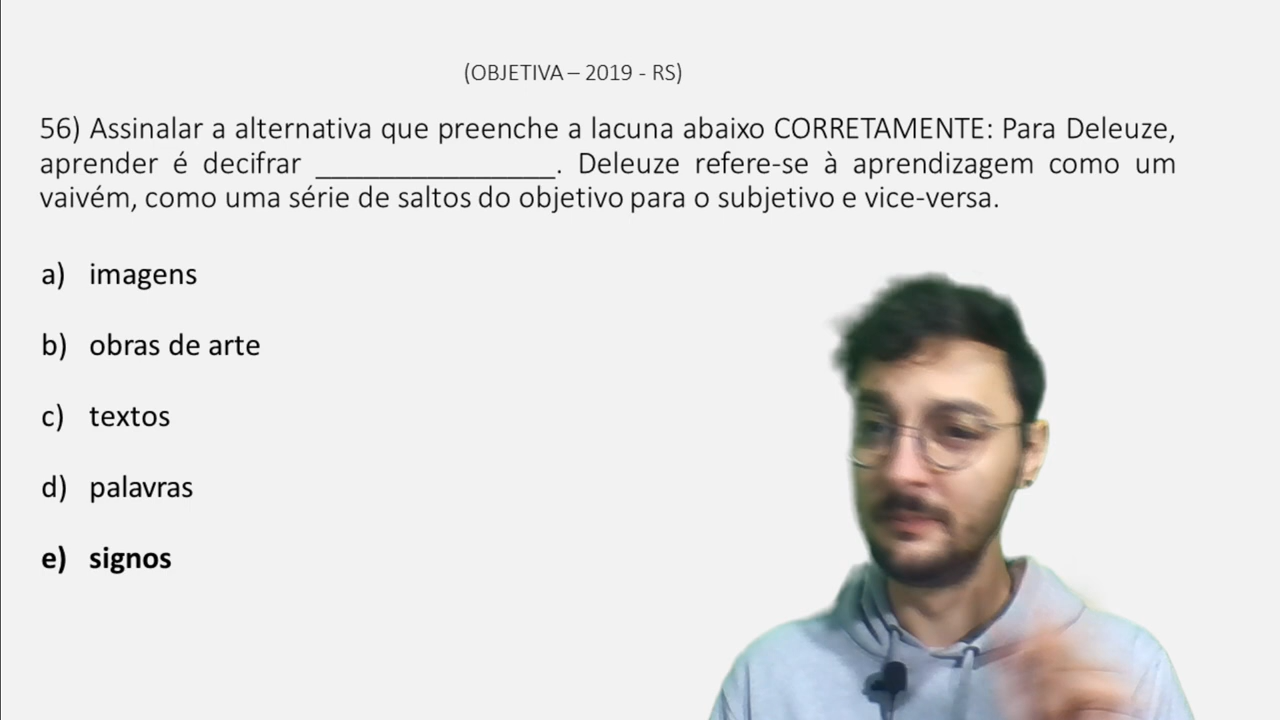 (OBJETIVA – 2019 - RS)
56) Assinalar a alternativa que preenche a lacuna abaixo CORRETAMENTE: Para Deleuze,
aprender é decifrar ________________. Deleuze refere-se à aprendizagem como um
vaivém, como uma série de saltos do objetivo para o subjetivo e vice-versa.
a) imagens
b) obras de arte
c) textos
d) palavras
e) signos